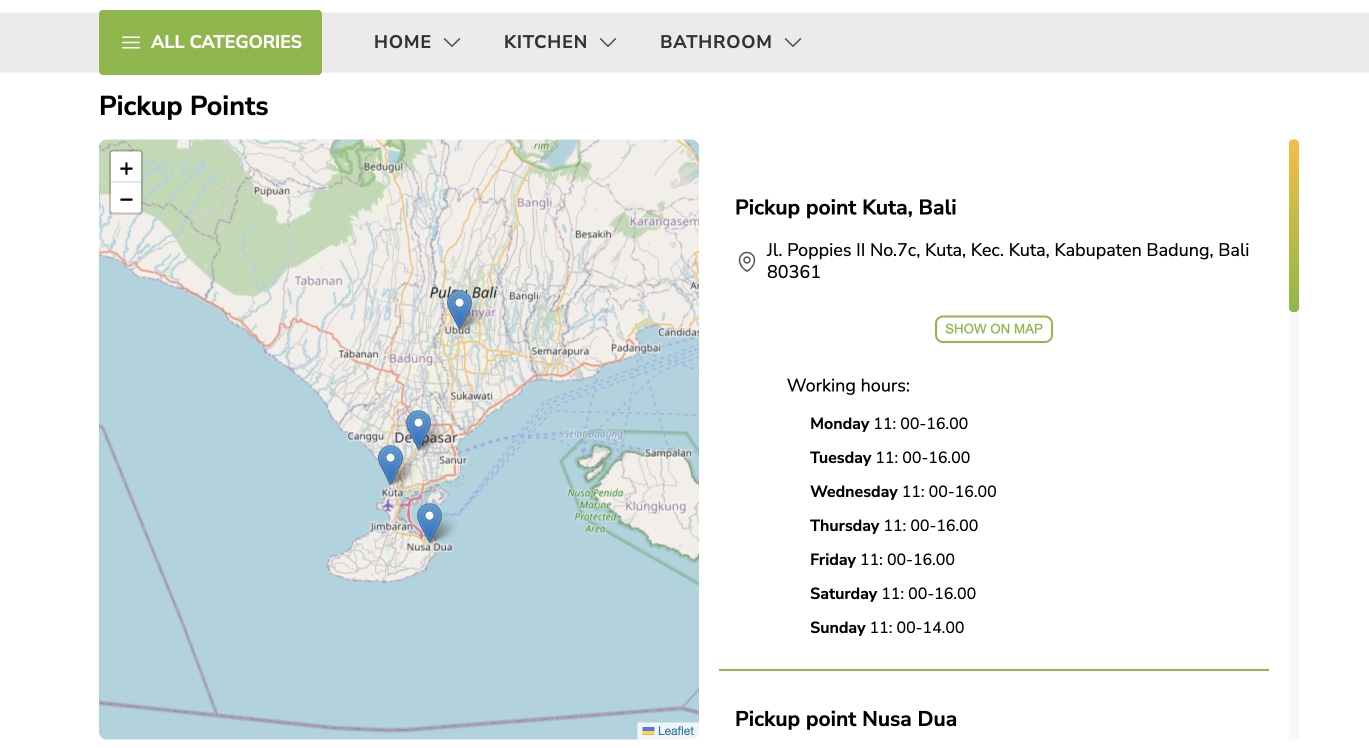 ALL CATEGORIES
HOME
KITCHEN
BATHROOM
Pickup Points
+
−
Bedugul
rim
Pupuan
Bangli
Karangasem
Besakih
Tabanan
Bangli
Ubud
Candidas
Tabanan
Badung
Semarapura
Padangbai
Sukawati
Canggu
Selat Badung
Sanur
Sampalan
Kuta
Nusa Penida
Marine
Protected
Area
Klungkung
Jimbaran
Nusa Dua
Leaflet
Pickup point Kuta, Bali
Jl. Poppies II No.7c, Kuta, Kec. Kuta, Kabupaten Badung, Bali
80361
SHOW ON MAP
Working hours:
Monday 11: 00-16.00
Tuesday 11: 00-16.00
Wednesday 11: 00-16.00
Thursday 11: 00-16.00
Friday 11: 00-16.00
Saturday 11: 00-16.00
Sunday 11: 00-14.00
Pickup point Nusa Dua